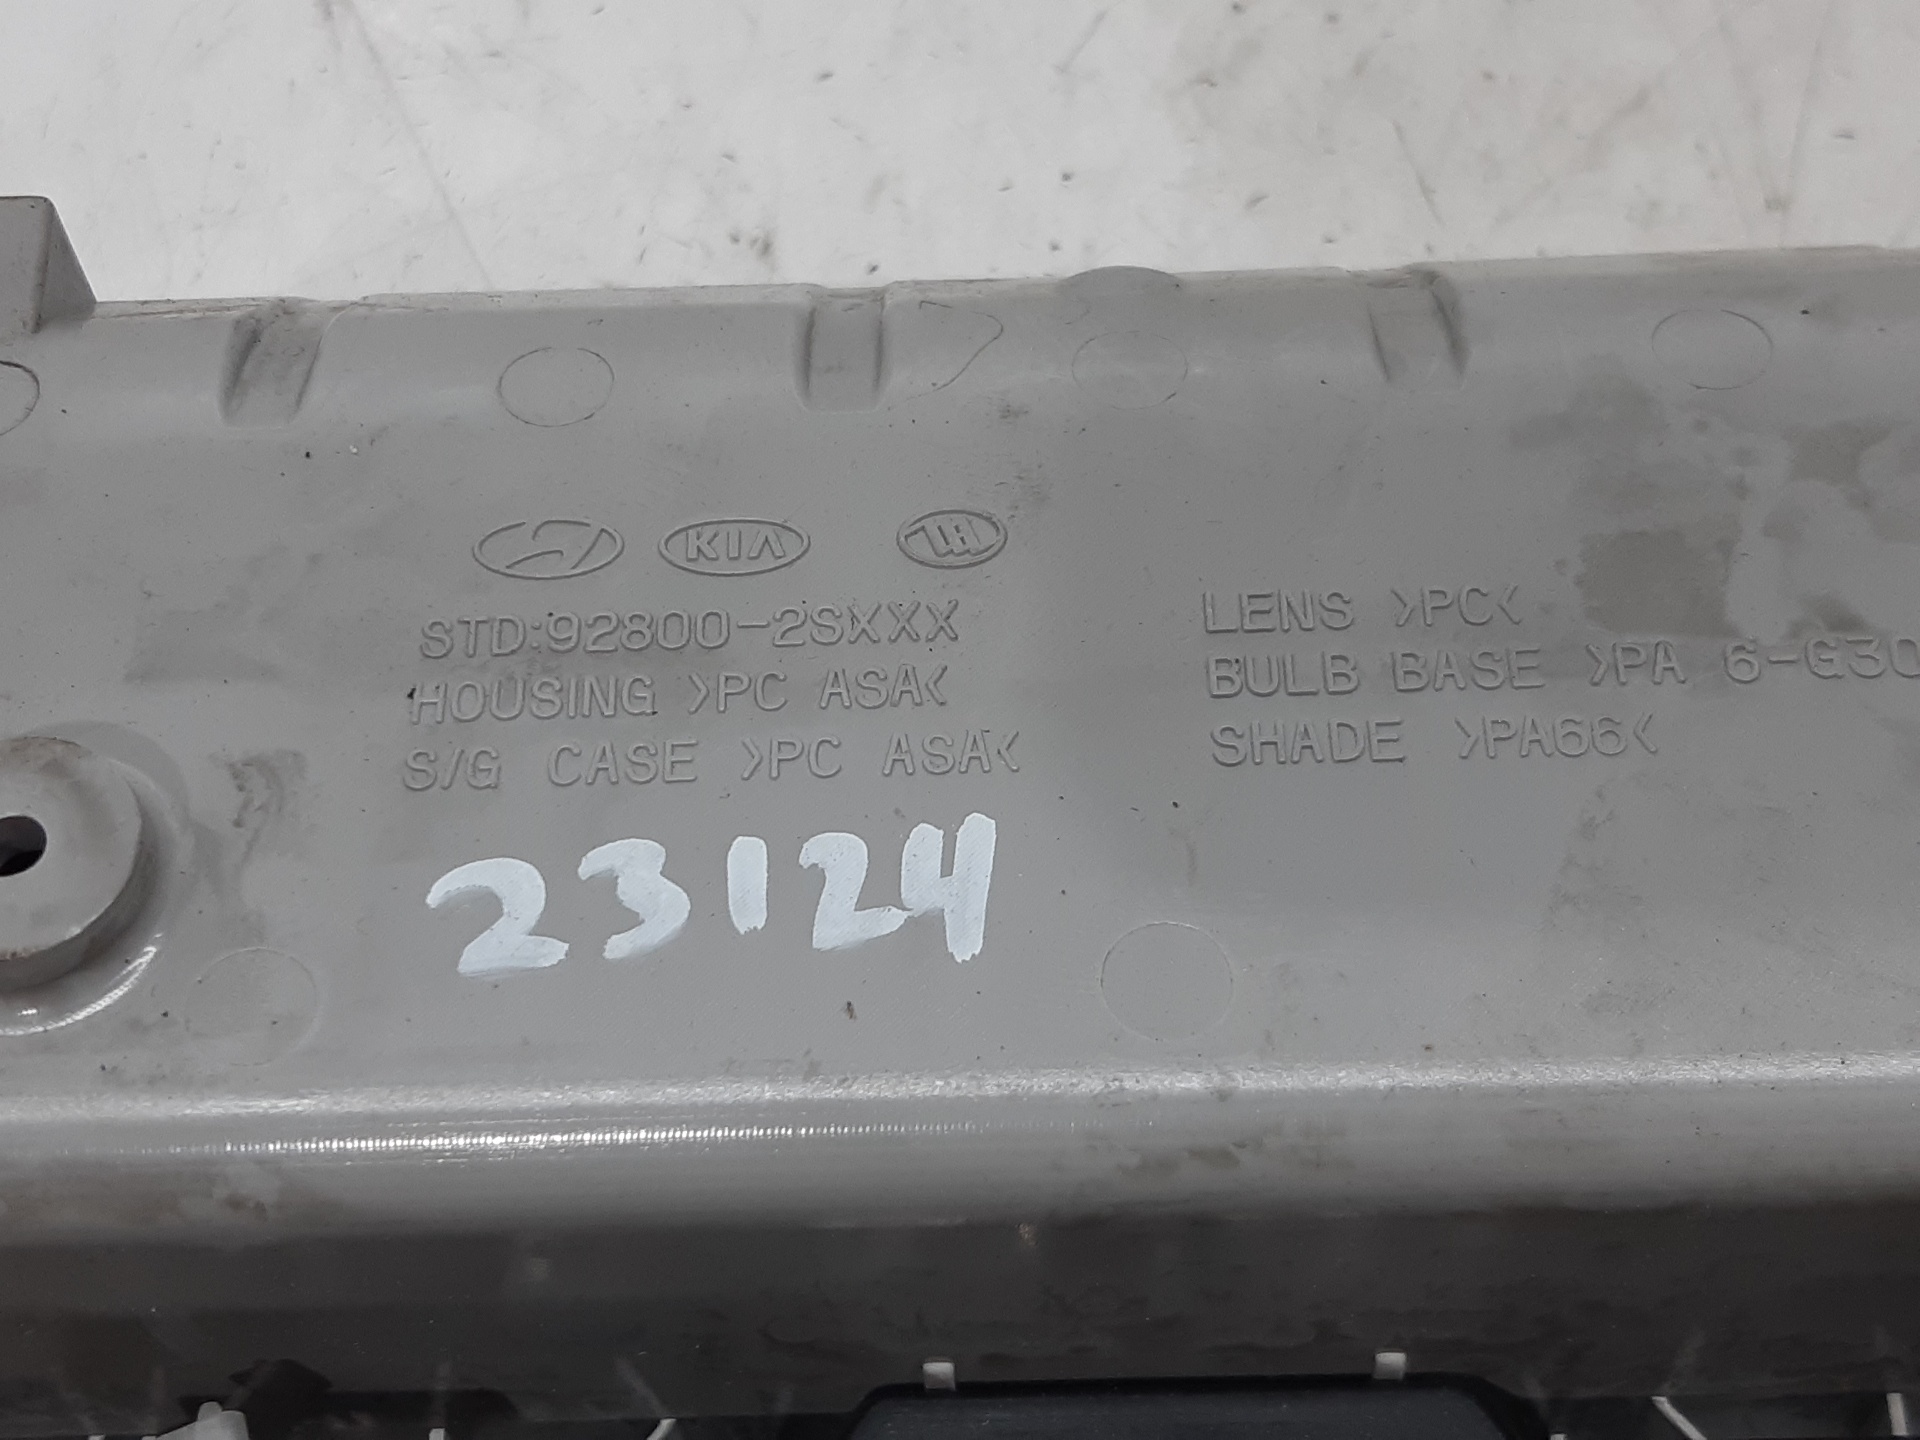 KIA
STD:92800-2SXXX
HOUSING >PC ASA<
S/G CASE >PC ASA<
LENS >PC<
BULB BASE >PA 6-G30
SHADE >PA66<
23124